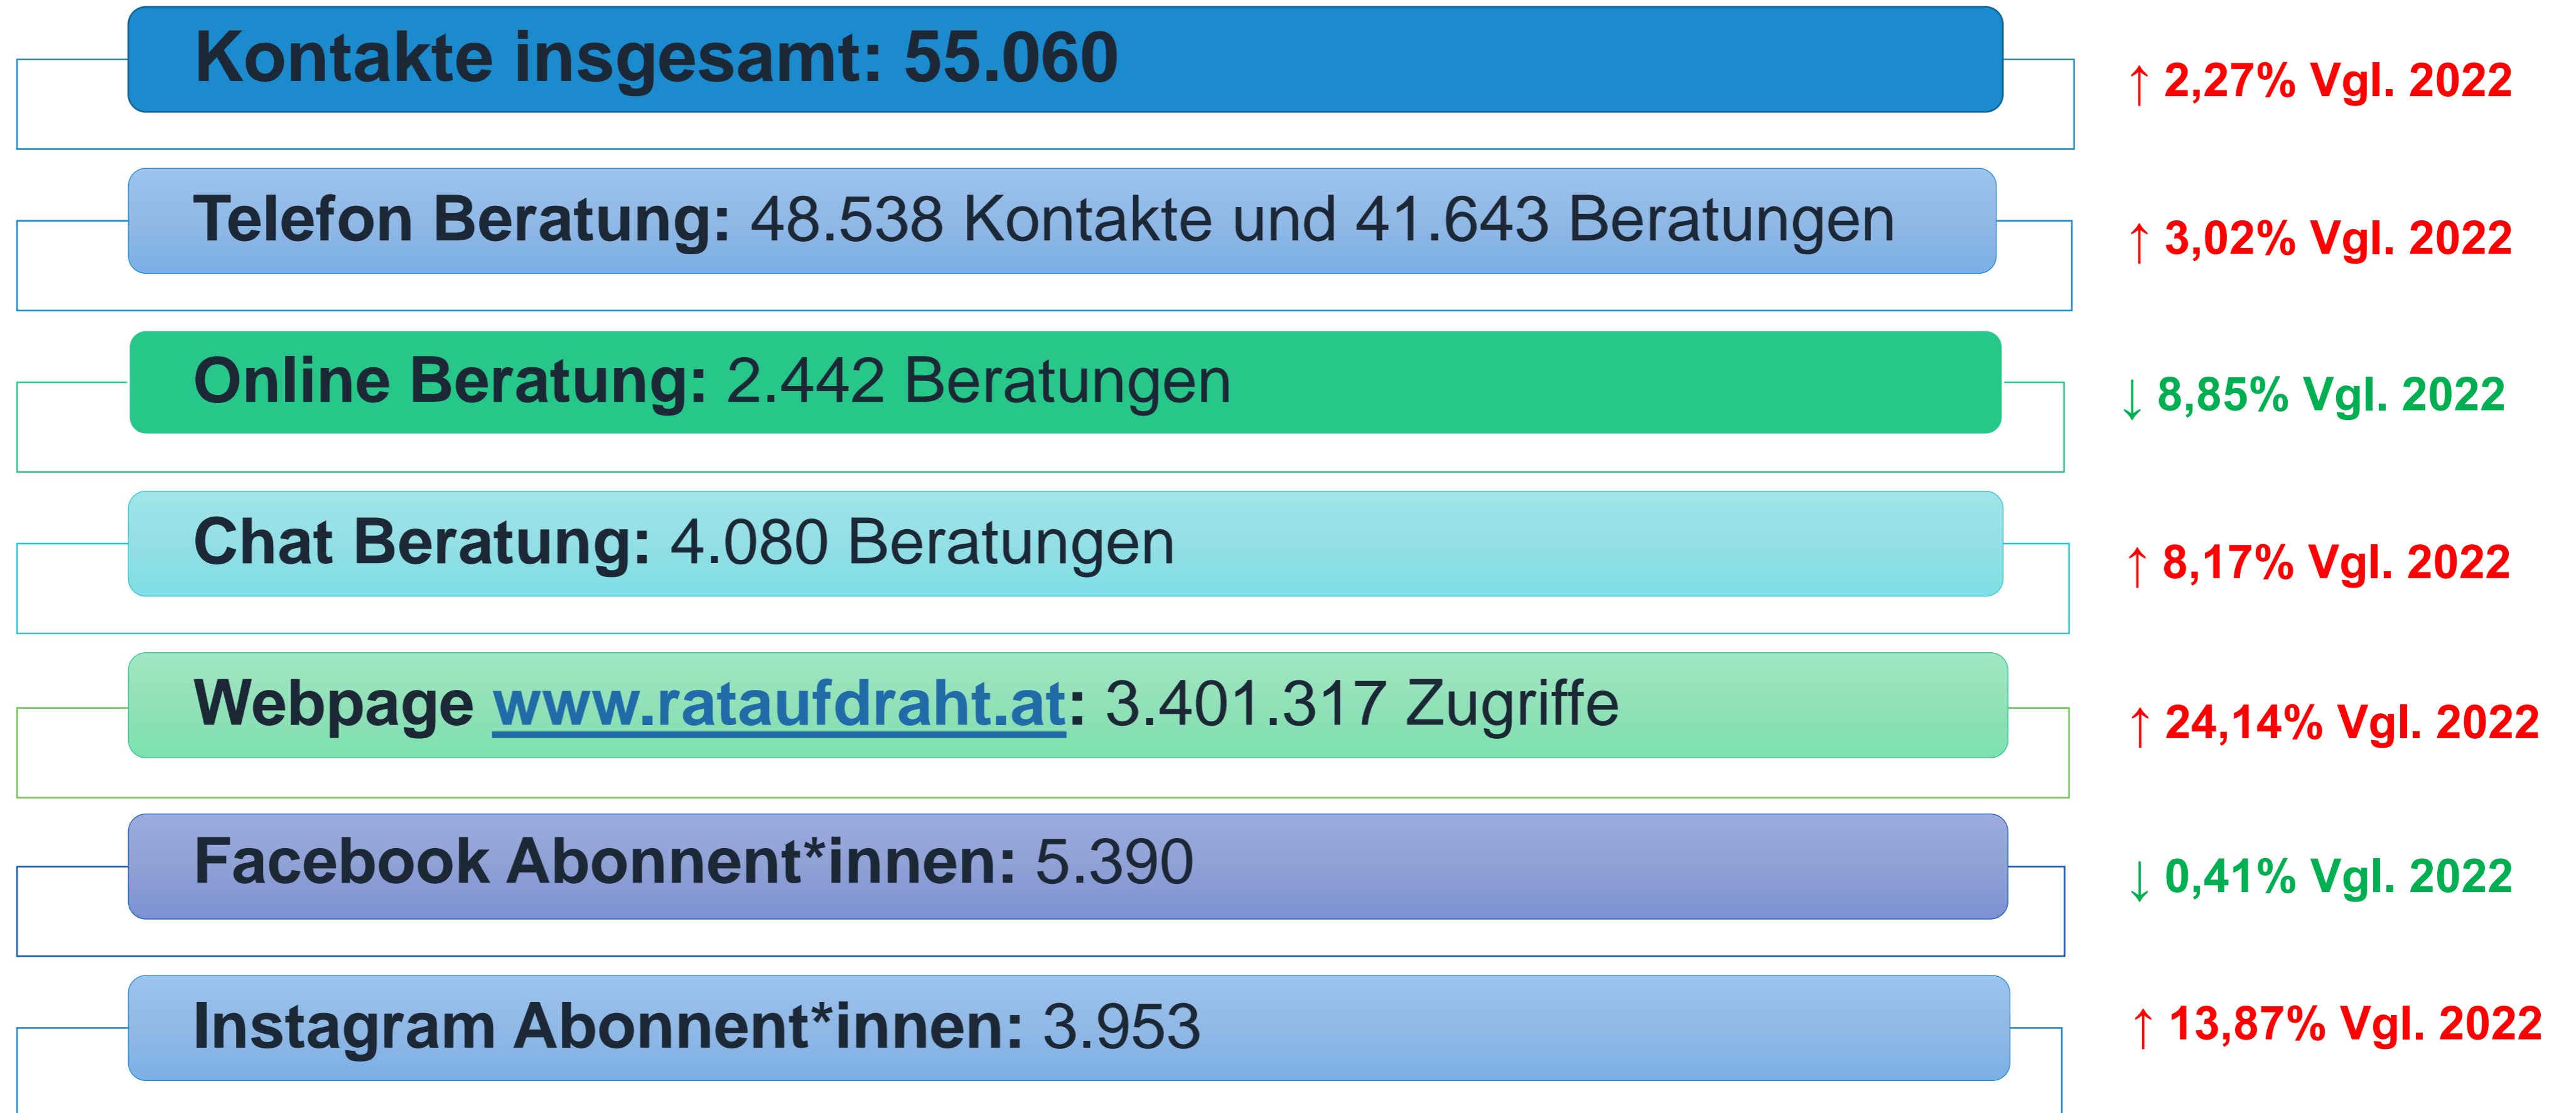 Kontakte insgesamt: 55.060
↑ 2,27% Vgl. 2022
Telefon Beratung: 48.538 Kontakte und 41.643 Beratungen
↑ 3,02% Vgl. 2022
Online Beratung: 2.442 Beratungen
↓ 8,85% Vgl. 2022
Chat Beratung: 4.080 Beratungen
↑ 8,17% Vgl. 2022
Webpage www.rataufdraht.at: 3.401.317 Zugriffe
↑ 24,14% Vgl. 2022
Facebook Abonnent*innen: 5.390
↓ 0,41% Vgl. 2022
Instagram Abonnent*innen: 3.953
↑ 13,87% Vgl. 2022